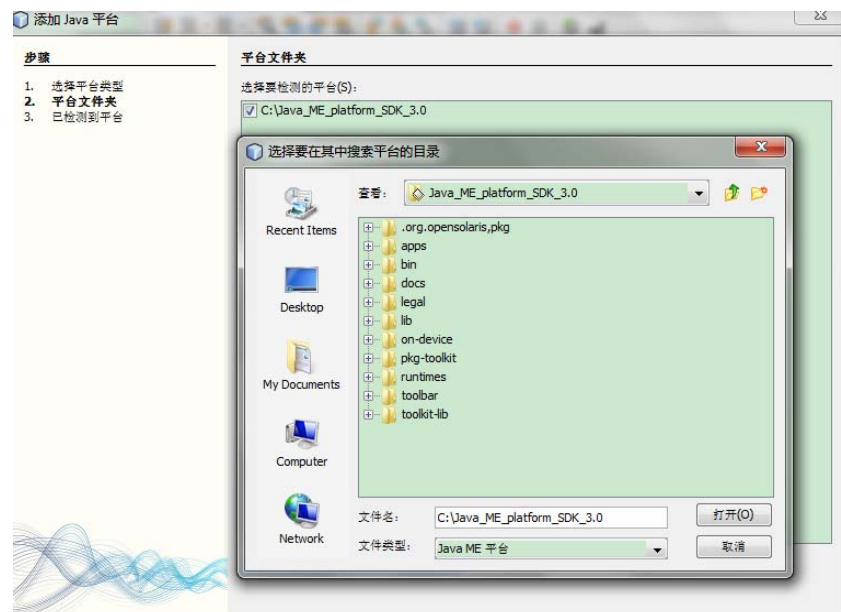 添加 Java 平台
步骤
1. 选择平台类型
2. 平台文件夹
3. 已检测到平台
平台文件夹
选择要检测的平台(S):
C:\Java_ME_platform_SDK_3.0
选择要在其中搜索平台的目录
查看:
Java_ME_platform_SDK_3.0
Recent Items
Desktop
My Documents
Computer
Network
.org.opensolaris,pkg
apps
bin
docs
legal
lib
on-device
pkg-toolkit
runtimes
toolbar
toolkit-lib
文件名:
C:\Java_ME_platform_SDK_3.0
打开(O)
文件类型:
Java ME 平台
取消